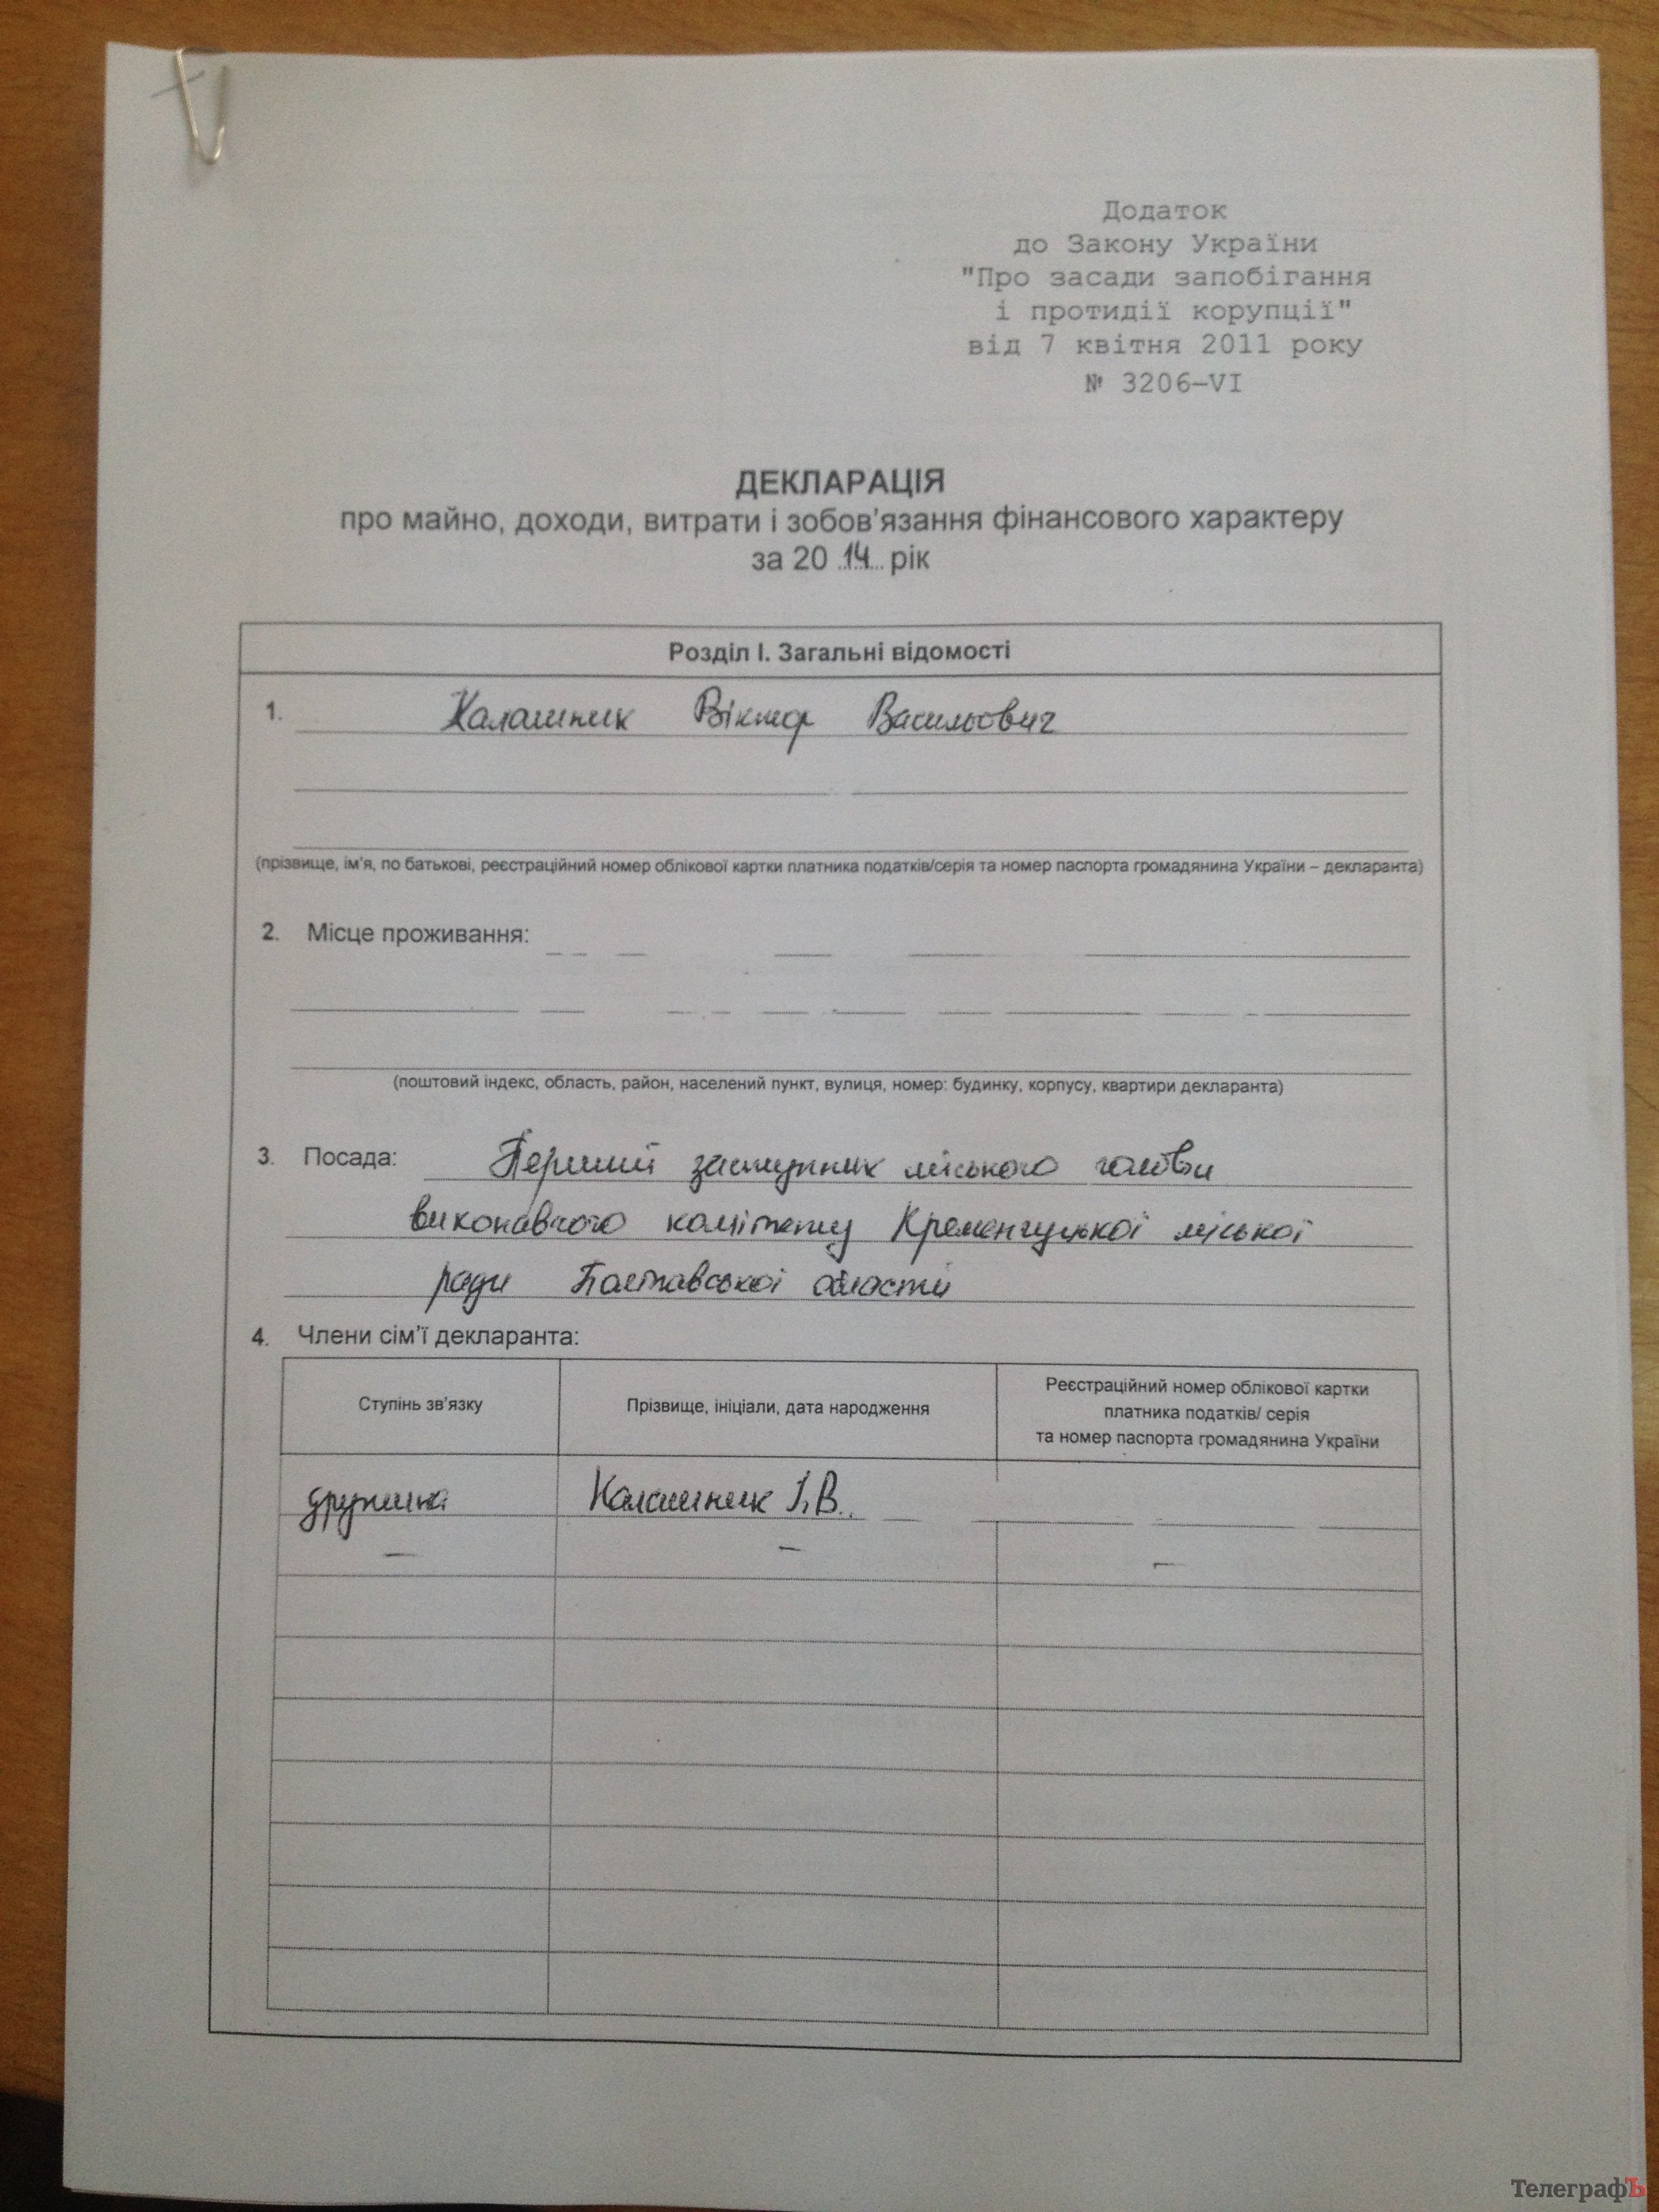 Додаток
до Закону України
"Про засади запобігання
і протидії корупції"
від 7 квітня 2011 року
№ 3206–VI
ДЕКЛАРАЦІЯ
про майно, доходи, витрати і зобов'язання фінансового характеру
за 20 14 рік
Розділ І. Загальні відомості
1. Калашник Віктор Васильович
(прізвище, ім'я, по батькові, реєстраційний номер облікової картки платника податків/серія та номер паспорта громадянина України – декларанта)
2. Місце проживання:
(поштовий індекс, область, район, населений пункт, вулиця, номер: будинку, корпусу, квартири декларанта)
3. Посада: Перший заступник міського голови
виконавчого комітету Кременчуцької міської
ради Полтавської області
4. Члени сім'ї декларанта:
Ступінь зв'язку
Прізвище, ініціали, дата народження
Реєстраційний номер облікової картки
платника податків/ серія
та номер паспорта громадянина України
дружина Калашник І.В.
– – –
ТелеграфЪ